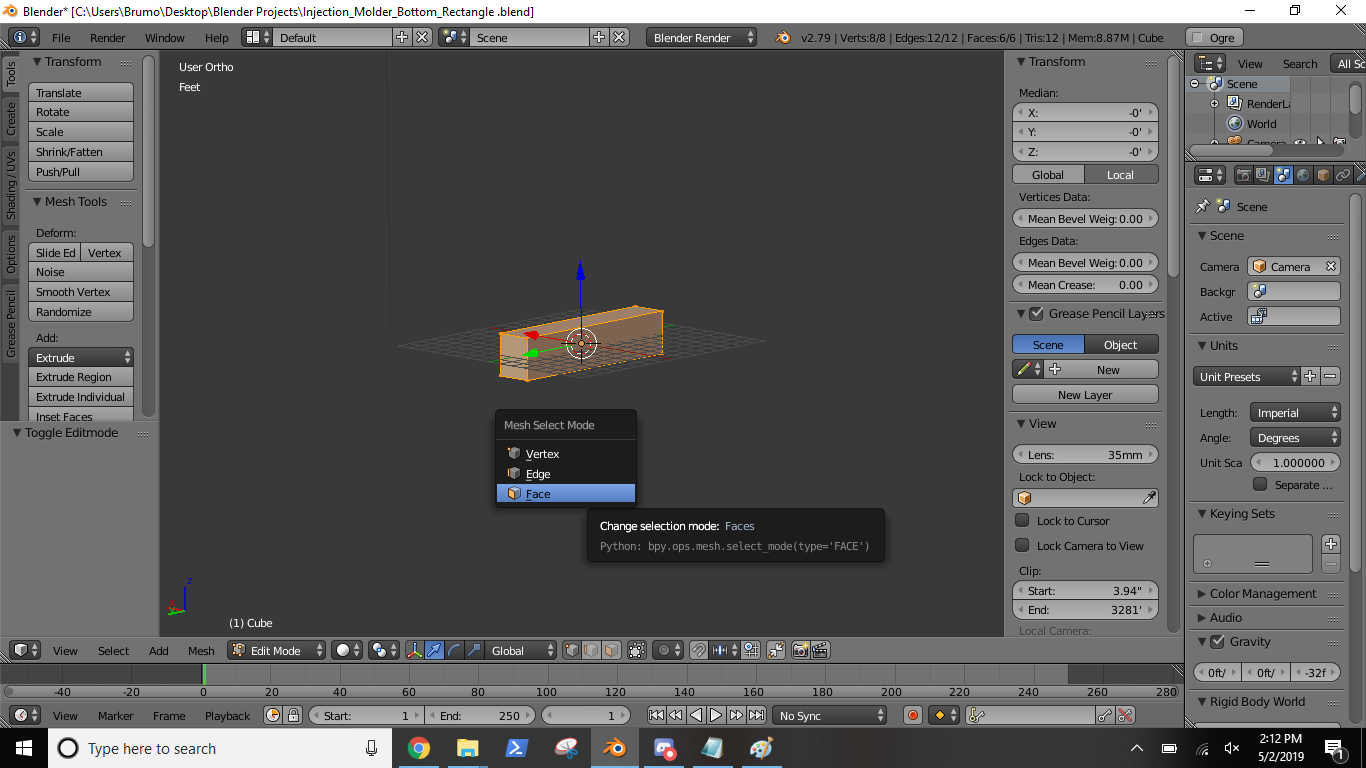 Blender* [C:\Users\Brumo\Desktop\Blender Projects\Injection_Molder_Bottom_Rectangle .blend]
File Render Window Help Default Scene Blender Render v2.79 | Verts:8/8 | Edges:12/12 | Faces:6/6 | Tris:12 | Mem:8.87M | Cube Ogre
Tools
Create
Shading / UVs
Options
Grease Pencil
Transform
Translate
Rotate
Scale
Shrink/Fatten
Push/Pull
Mesh Tools
Deform:
Slide Ed Vertex
Noise
Smooth Vertex
Randomize
Add:
Extrude
Extrude Region
Extrude Individual
Inset Faces
Toggle Editmode
User Ortho
Feet
Mesh Select Mode
Vertex
Edge
Face
Change selection mode: Faces
Python: bpy.ops.mesh.select_mode(type='FACE')
z
x
y
(1) Cube
Transform
Median:
X: -0'
Y: -0'
Z: -0'
Global Local
Vertices Data:
Mean Bevel Weig: 0.00
Edges Data:
Mean Bevel Weig: 0.00
Mean Crease: 0.00
Grease Pencil Layers
Scene Object
New
New Layer
View
Lens: 35mm
Lock to Object:
Lock to Cursor
Lock Camera to View
Clip:
Start: 3.94"
End: 3281'
Local Camera:
View Search All Sc
Scene
RenderLa
World
Camera
Scene
Scene
Camera Camera
Backgr
Active
Units
Unit Presets
Length: Imperial
Angle: Degrees
Unit Sca 1.000000
Separate ...
Keying Sets
Color Management
Audio
Gravity
0ft/ 0ft/ -32f
Rigid Body World
View Select Add Mesh Edit Mode Global
-40 -20 0 20 40 60 80 100 120 140 160 180 200 220 240 260 280
View Marker Frame Playback Start: 1 End: 250 1 No Sync
Type here to search
2:12 PM
5/2/2019
1